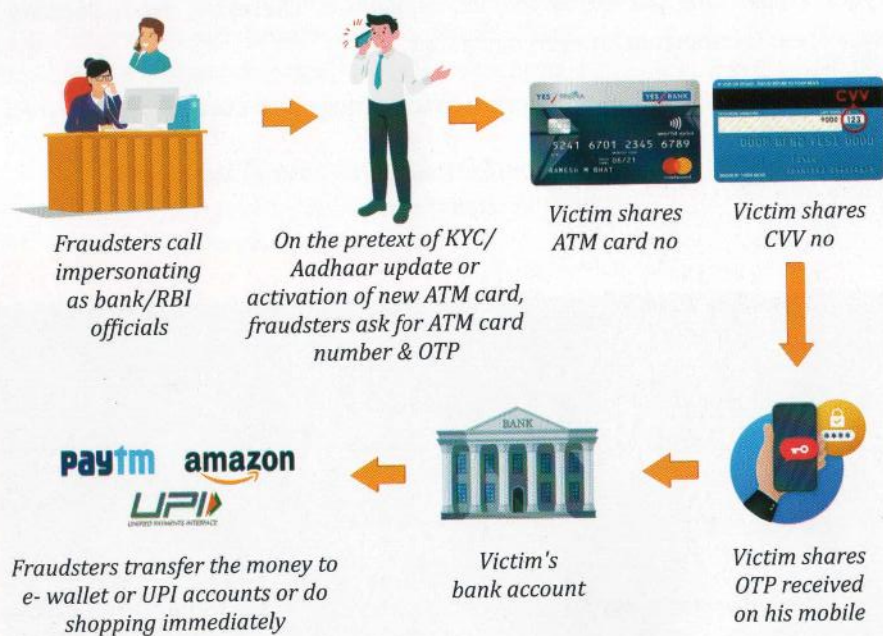 YES BANK
5241 6701 2345 6789
RAMESH M BHAT
CVV
9000 123
Fraudsters call
impersonating
as bank/RBI
officials
On the pretext of KYC/
Aadhaar update or
activation of new ATM card,
fraudsters ask for ATM card
number & OTP
Victim shares
ATM card no
Victim shares
CVV no
paytm amazon
UPI
UNIFIED PAYMENTS INTERFACE
Fraudsters transfer the money to
e- wallet or UPI accounts or do
shopping immediately
BANK
Victim's
bank account
Victim shares
OTP received
on his mobile